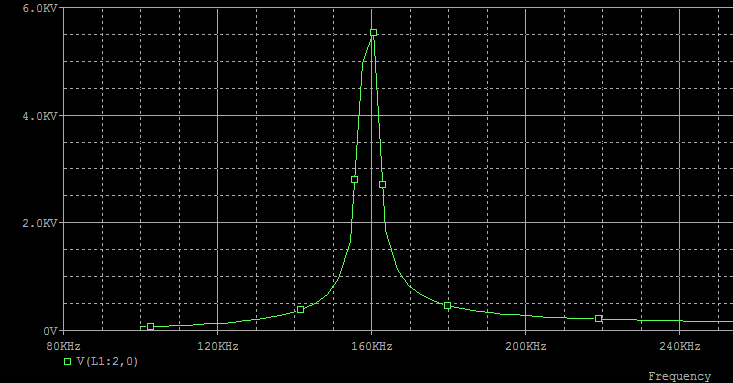 6.0KV
4.0KV
2.0KV
0V
80KHz 120KHz 160KHz 200KHz 240KHz
V(L1:2,0)
Frequency